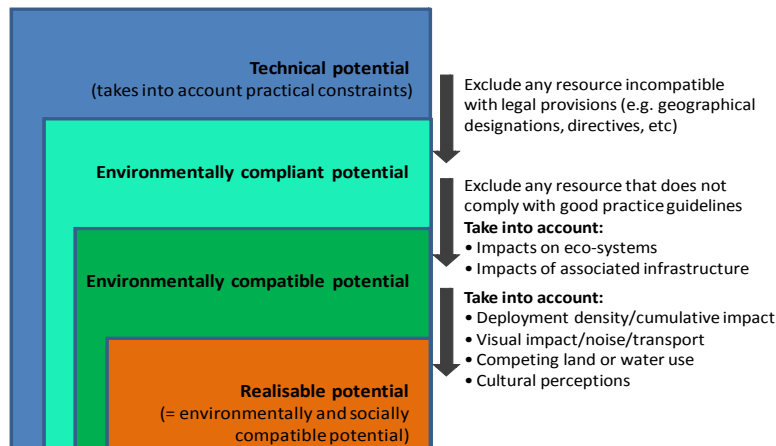 Technical potential
(takes into account practical constraints)
Exclude any resource incompatible
with legal provisions (e.g. geographical
designations, directives, etc)
Environmentally compliant potential
Exclude any resource that does not
comply with good practice guidelines
Take into account:
• Impacts on eco-systems
• Impacts of associated infrastructure
Environmentally compatible potential
Take into account:
• Deployment density/cumulative impact
• Visual impact/noise/transport
• Competing land or water use
• Cultural perceptions
Realisable potential
(= environmentally and socially
compatible potential)